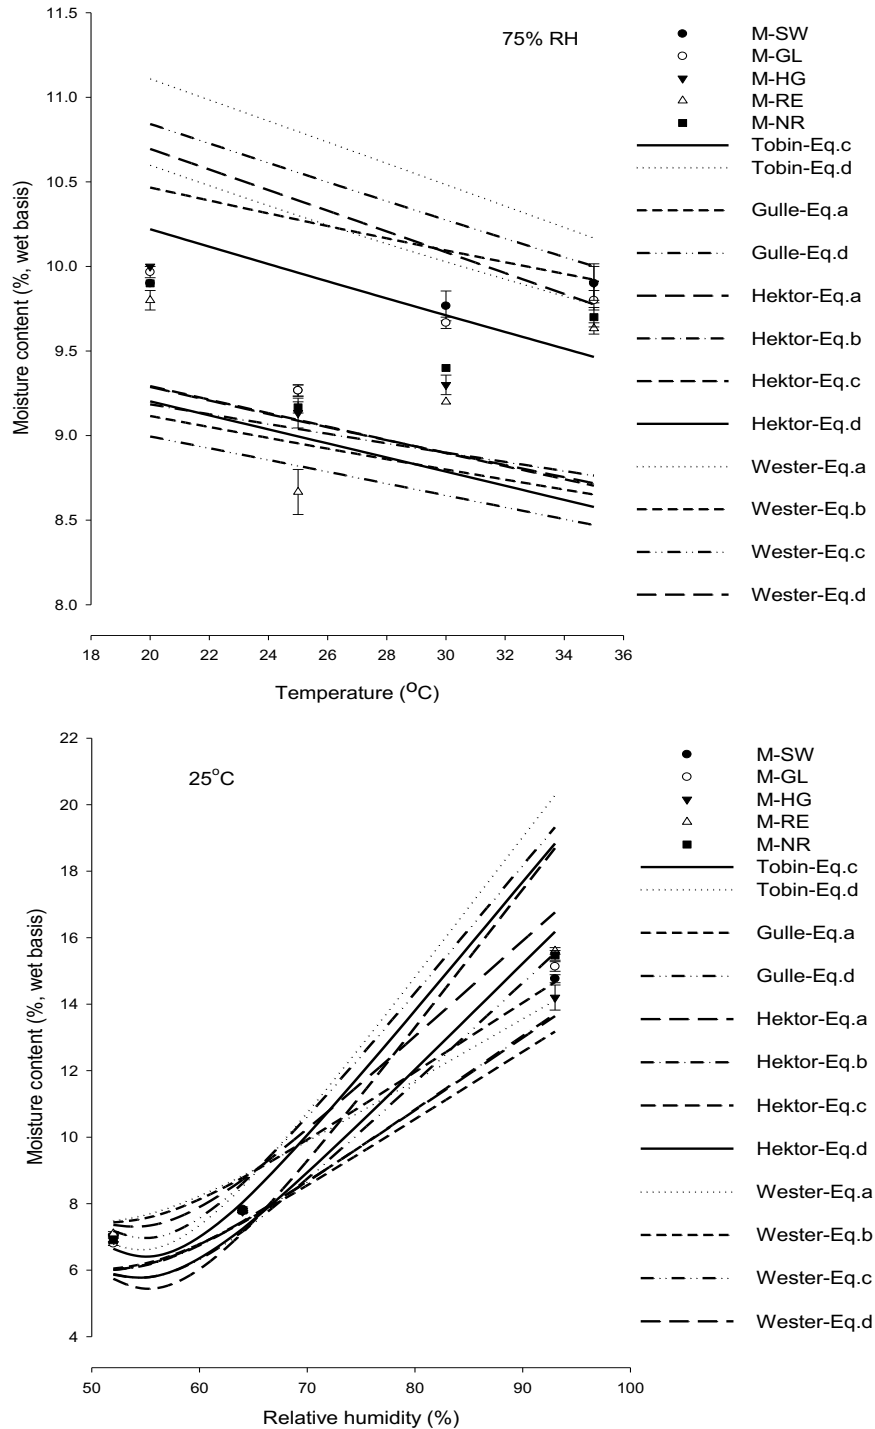 75% RH
M-SW
M-GL
M-HG
M-RE
M-NR
Tobin-Eq.c
Tobin-Eq.d
Gulle-Eq.a
Gulle-Eq.d
Hektor-Eq.a
Hektor-Eq.b
Hektor-Eq.c
Hektor-Eq.d
Wester-Eq.a
Wester-Eq.b
Wester-Eq.c
Wester-Eq.d
Moisture content (%, wet basis)
11.5
11.0
10.5
10.0
9.5
9.0
8.5
8.0
18 20 22 24 26 28 30 32 34 36
Temperature (°C)
25°C
M-SW
M-GL
M-HG
M-RE
M-NR
Tobin-Eq.c
Tobin-Eq.d
Gulle-Eq.a
Gulle-Eq.d
Hektor-Eq.a
Hektor-Eq.b
Hektor-Eq.c
Hektor-Eq.d
Wester-Eq.a
Wester-Eq.b
Wester-Eq.c
Wester-Eq.d
Moisture content (%, wet basis)
22
20
18
16
14
12
10
8
6
4
50 60 70 80 90 100
Relative humidity (%)